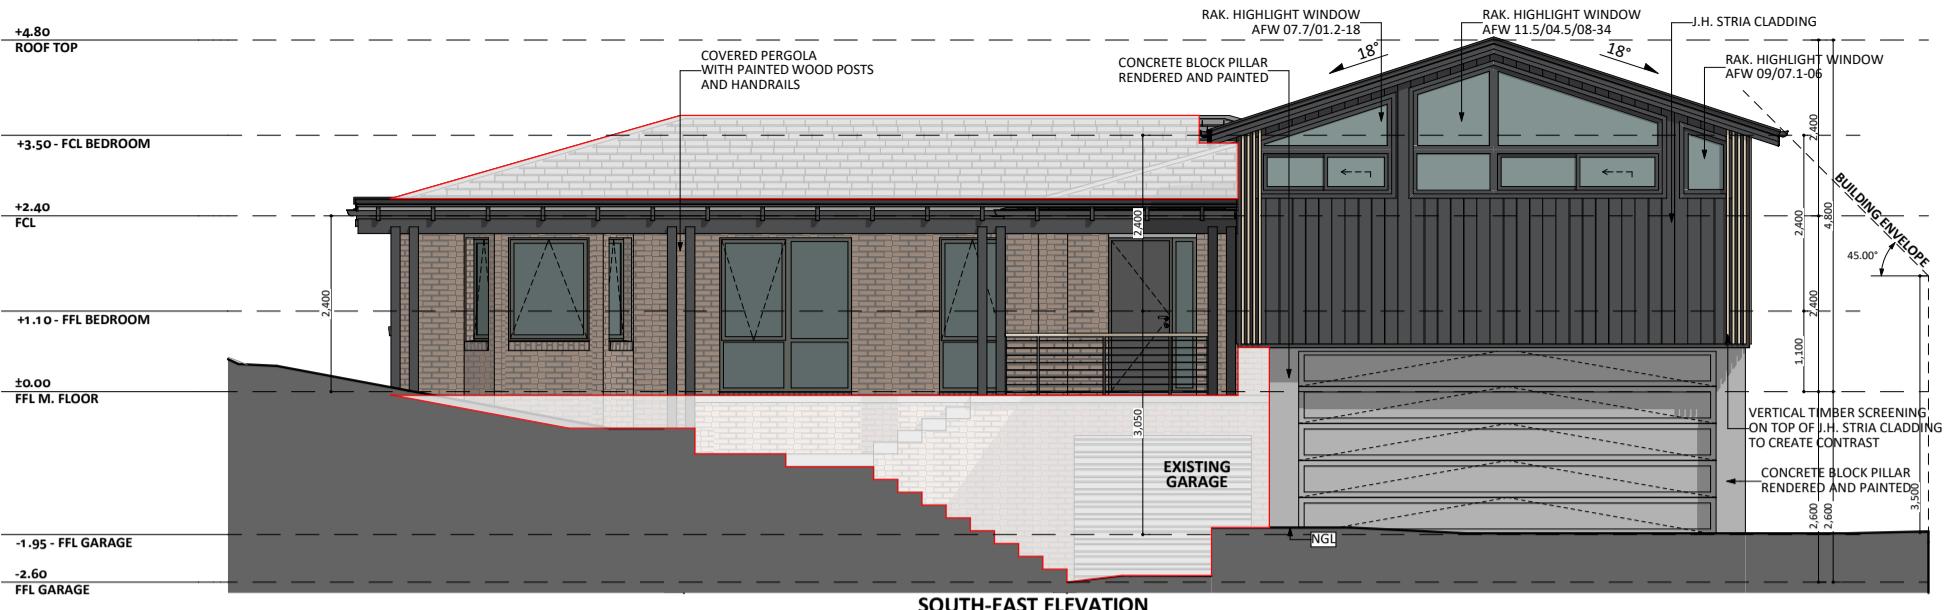 +4.80
ROOF TOP
+3.50 - FCL BEDROOM
+2.40
FCL
+1.10 - FFL BEDROOM
±0.00
FFL M. FLOOR
-1.95 - FFL GARAGE
-2.60
FFL GARAGE
COVERED PERGOLA
WITH PAINTED WOOD POSTS
AND HANDRAILS
CONCRETE BLOCK PILLAR
RENDERED AND PAINTED
RAK. HIGHLIGHT WINDOW
AFW 07.7/01.2-18
RAK. HIGHLIGHT WINDOW
AFW 11.5/04.5/08-34
J.H. STRIA CLADDING
RAK. HIGHLIGHT WINDOW
AFW 09/07.1-06
18°
18°
BUILDING ENVELOPE
45.00°
2,400
2,400
3,050
2,400
2,400
4,800
2,400
1,100
2,600
2,600
3,500
EXISTING
GARAGE
NGL
VERTICAL TIMBER SCREENING
ON TOP OF J.H. STRIA CLADDING
TO CREATE CONTRAST
CONCRETE BLOCK PILLAR
RENDERED AND PAINTED
SOUTH-EAST ELEVATION